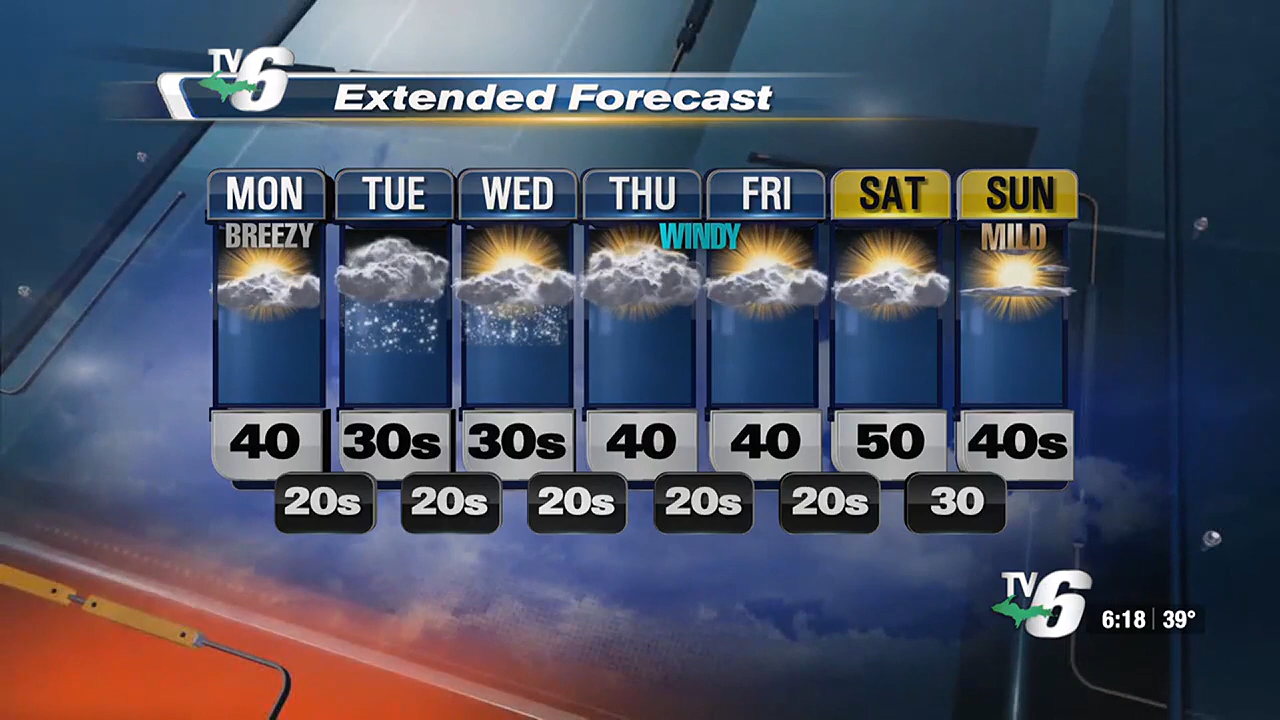 TV6
Extended Forecast
MON TUE WED THU FRI SAT SUN
BREEZY WINDY MILD
40 30s 30s 40 40 50 40s
20s 20s 20s 20s 20s 30
TV6
6:18 39°